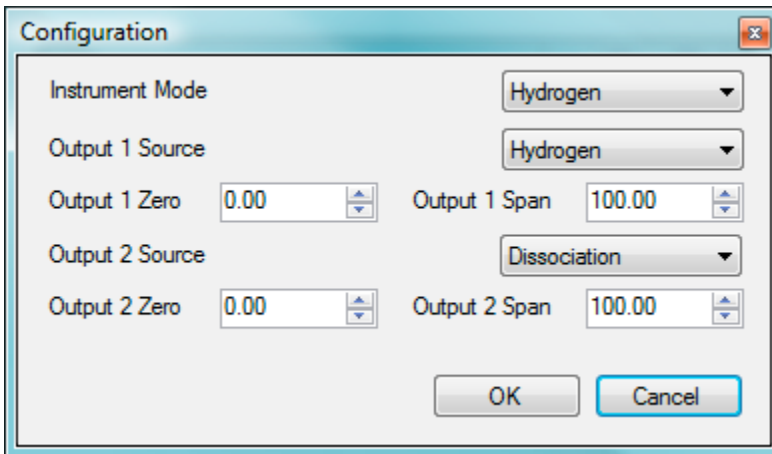 Configuration
Instrument Mode Hydrogen
Output 1 Source Hydrogen
Output 1 Zero 0.00 Output 1 Span 100.00
Output 2 Source Dissociation
Output 2 Zero 0.00 Output 2 Span 100.00
OK Cancel